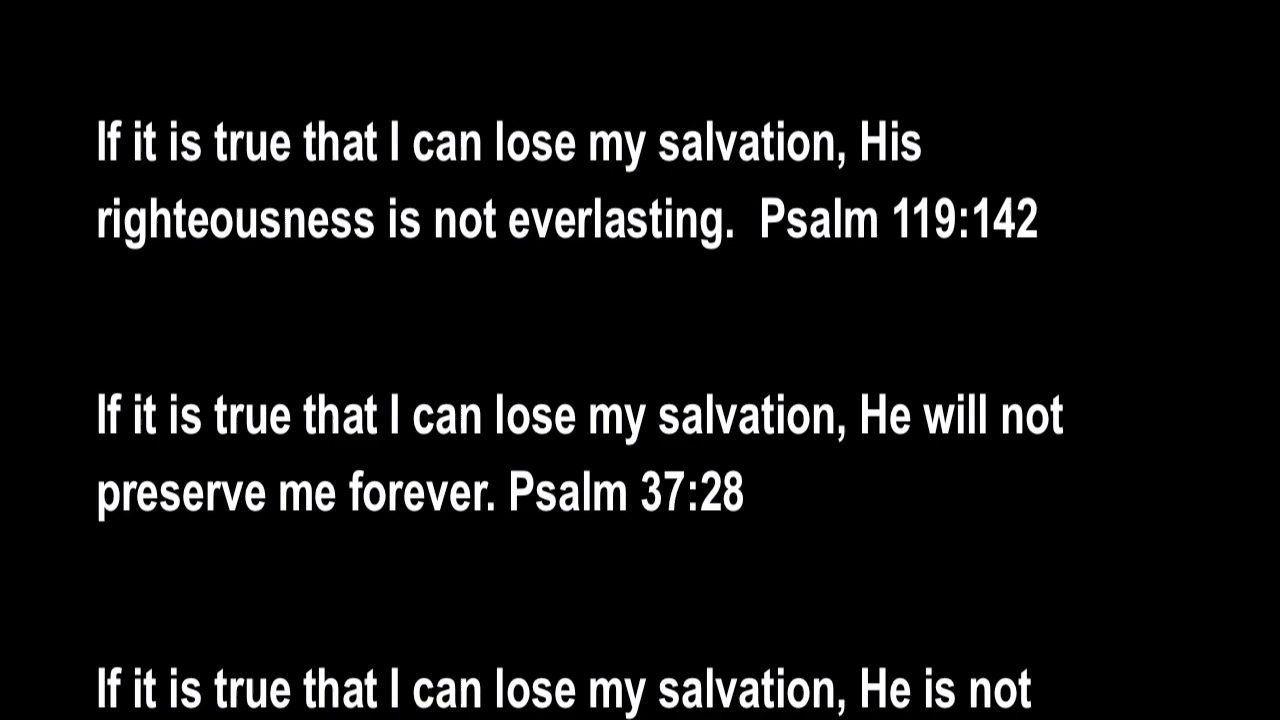 If it is true that I can lose my salvation, His
righteousness is not everlasting.  Psalm 119:142
If it is true that I can lose my salvation, He will not
preserve me forever. Psalm 37:28
If it is true that I can lose my salvation, He is not